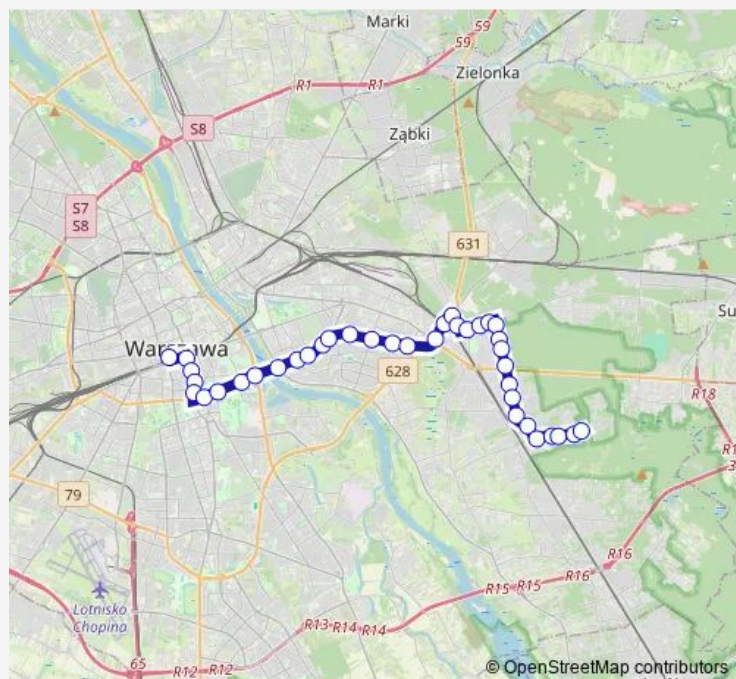 Marki
S9
S9
Zielonka
R1
R1
Ząbki
S8
S7
S8
631
Su
Warszawa
628
R18
79
R16
R16
R15
R15
Lotnisko
Chopina
R13
R14
R14
65
R12
R12
© OpenStreetMap contributors